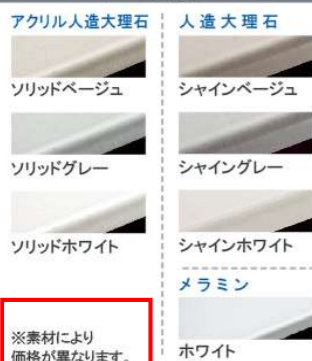 アクリル人造大理石
ソリッドベージュ
ソリッドグレー
ソリッドホワイト
※素材により
価格が異なります。
人造大理石
シャインベージュ
シャイングレー
シャインホワイト
メラミン
ホワイト